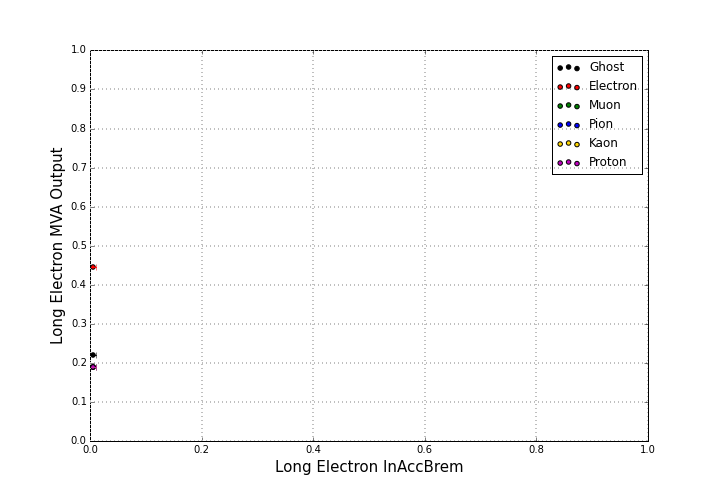 1.0
0.9
0.8
0.7
0.6
0.5
0.4
0.3
0.2
0.1
0.0
Long Electron MVA Output
Ghost
Electron
Muon
Pion
Kaon
Proton
0.0 0.2 0.4 0.6 0.8 1.0
Long Electron InAccBrem